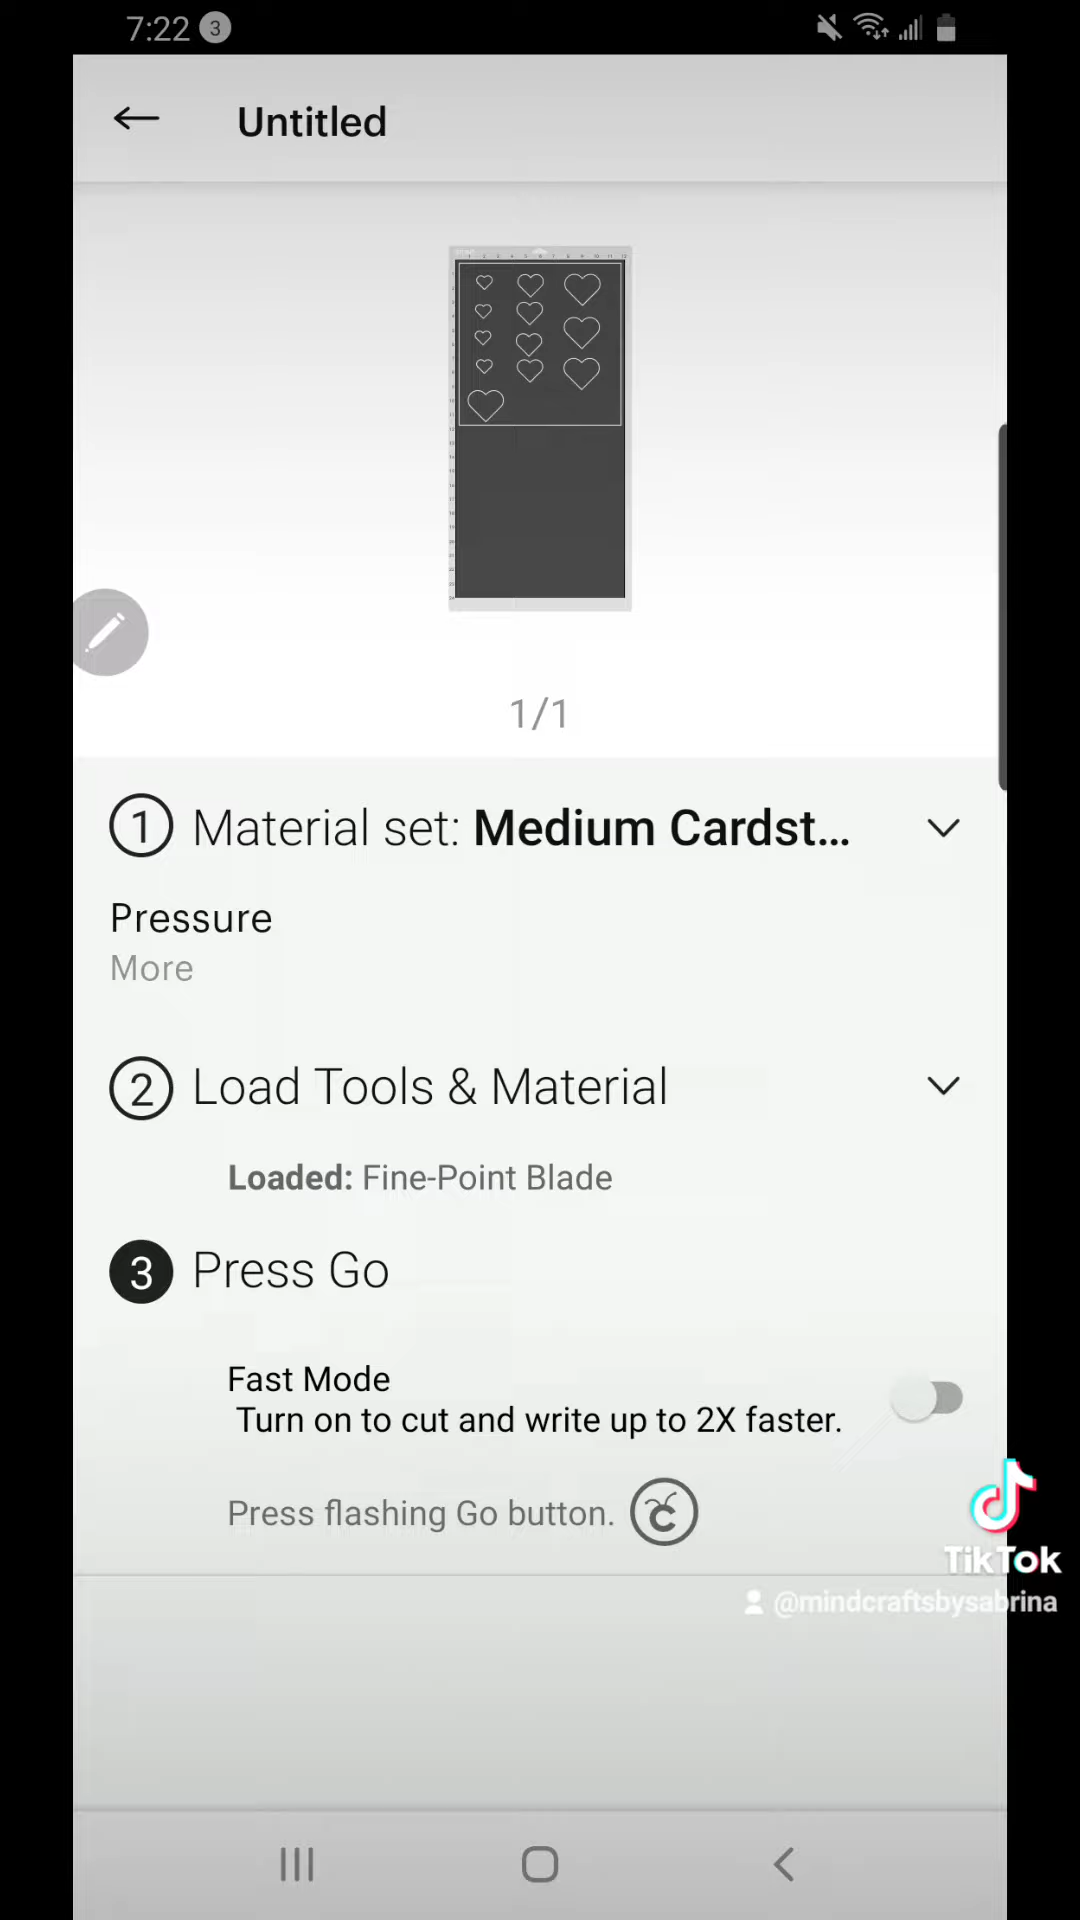 7:22 3
Untitled
1/1
1 Material set: Medium Cardst...
Pressure
More
2 Load Tools & Material
Loaded: Fine-Point Blade
3 Press Go
Fast Mode
Turn on to cut and write up to 2X faster.
Press flashing Go button.
TikTok
@mindcraftsbysabrina